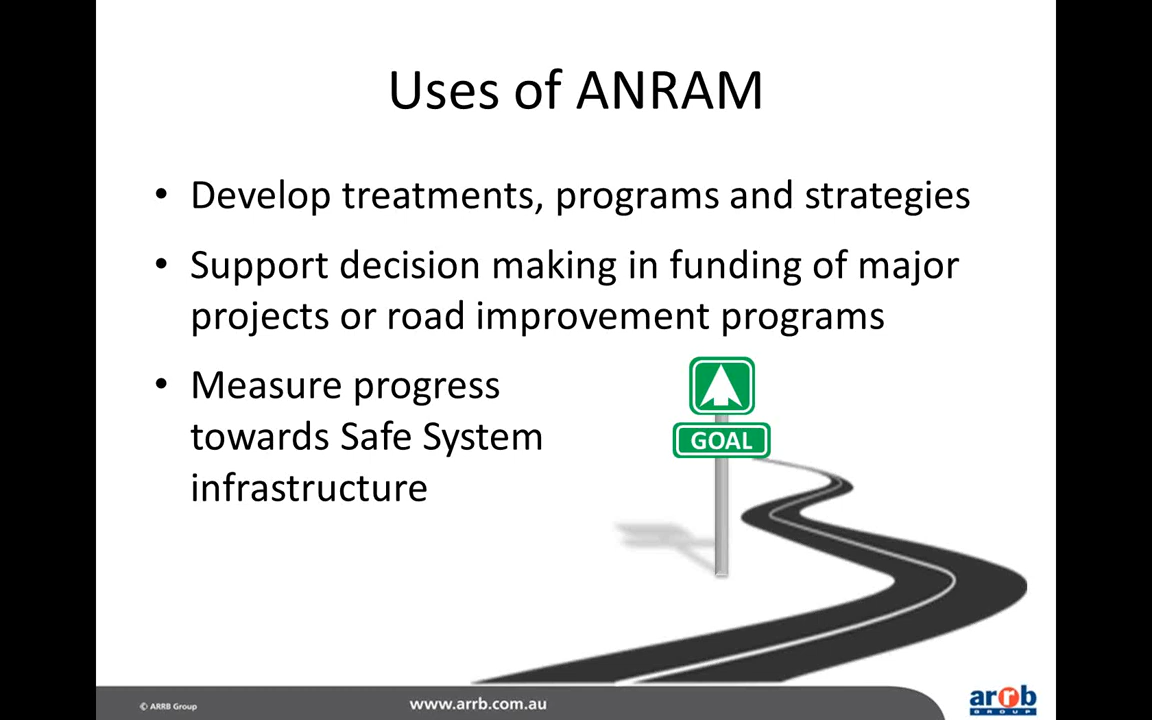 Uses of ANRAM
• Develop treatments, programs and strategies
• Support decision making in funding of major
projects or road improvement programs
• Measure progress
towards Safe System
infrastructure
GOAL
© ARRB Group
www.arrb.com.au
arrb
GROUP